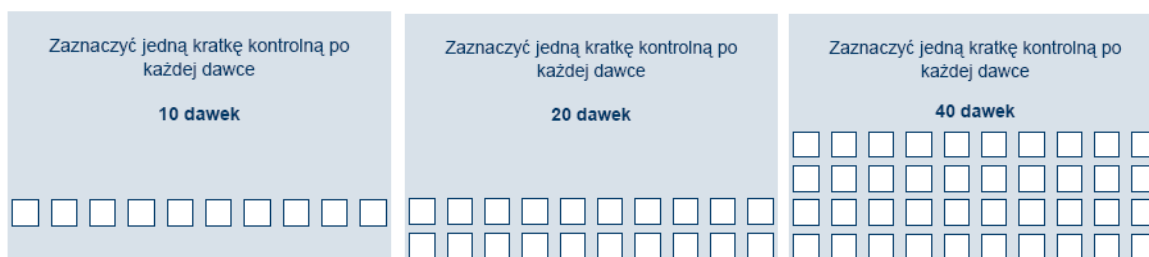 Zaznaczyć jedną kratkę kontrolną po
każdej dawce
10 dawek
Zaznaczyć jedną kratkę kontrolną po
każdej dawce
20 dawek
Zaznaczyć jedną kratkę kontrolną po
każdej dawce
40 dawek